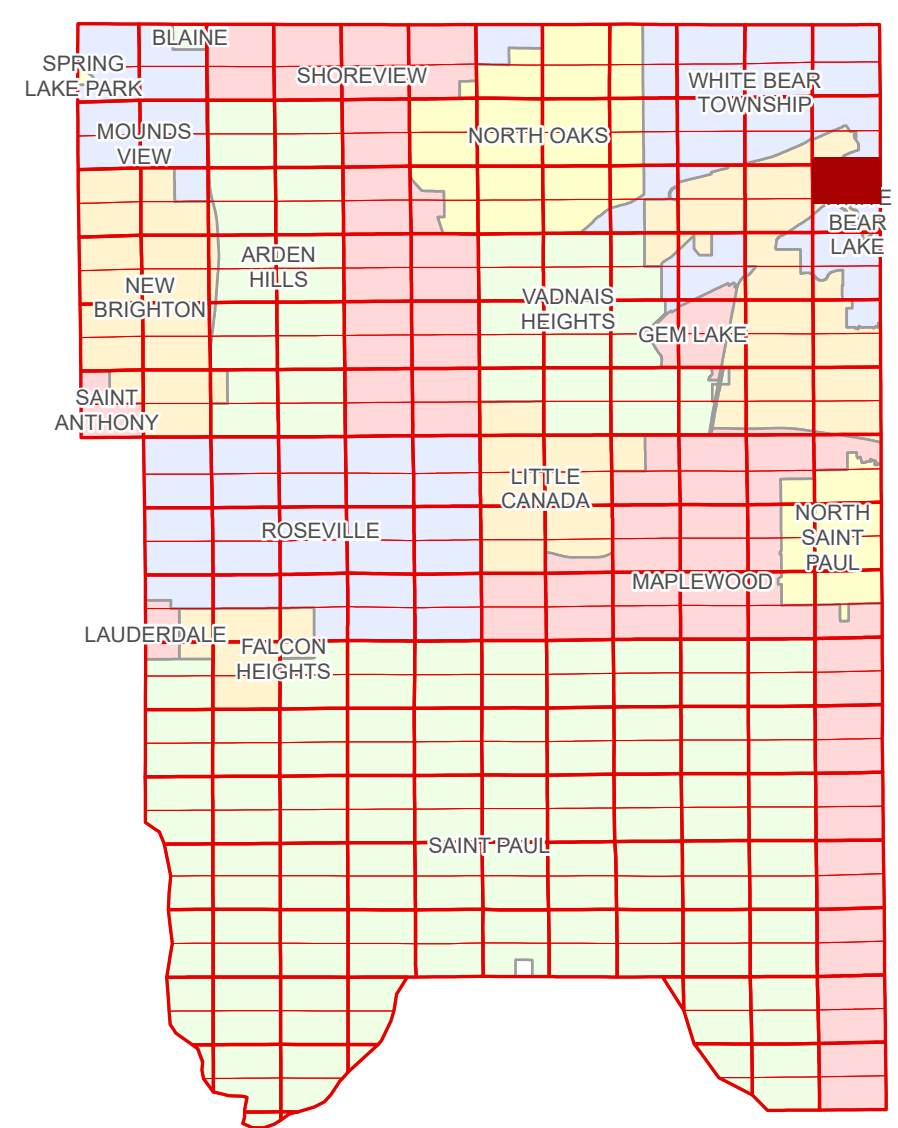 BLAINE
SPRING
LAKE PARK
SHOREVIEW
WHITE BEAR
TOWNSHIP
MOUNDS
VIEW
NORTH OAKS
WHITE
BEAR
LAKE
ARDEN
HILLS
NEW
BRIGHTON
VADNAIS
HEIGHTS
GEM LAKE
SAINT
ANTHONY
LITTLE
CANADA
ROSEVILLE
NORTH
SAINT
PAUL
MAPLEWOOD
LAUDERDALE
FALCON
HEIGHTS
SAINT PAUL